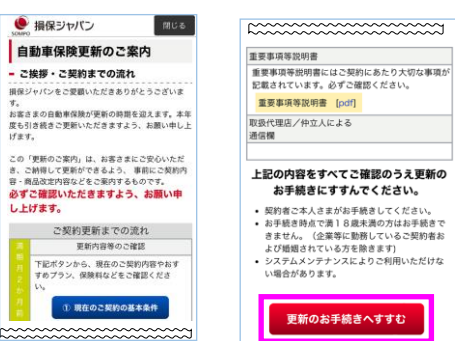 SOMPO
損保ジャパン
閉じる
自動車保険更新のご案内
ご挨拶・ご契約までの流れ
損保ジャパンをご愛顧いただきありがとうございま
す。
お客さまの自動車保険が更新の時期を迎えます。本年
度も引き続きご更新いただきますよう、お願い申し上
げます。
この「更新のご案内」は、お客さまにご安心いただ
き、ご納得して更新ができるよう、 事前にご契約内
容・商品改定内容などをご案内するものです。
必ずご確認いただきますよう、お願い申
し上げます。
ご契約更新までの流れ
満期月2か月前
更新内容等のご確認
下記ボタンから、現在のご契約内容やおす
すめプラン、保険料などをご確認くださ
い。
① 現在のご契約の基本条件
重要事項等説明書
重要事項等説明書にはご契約にあたり大切な事項が
記載されています。必ずご確認ください。
重要事項等説明書 [pdf]
取扱代理店／仲立人による
通信欄
上記の内容をすべてご確認のうえ更新の
お手続きにすすんでください。
• 契約者ご本人さまがお手続きしてください。
• お手続き時点で満１８歳未満の方はお手続きで
きません。（企業等に勤務しているご契約者お
よび婚姻されている方を除きます)
• システムメンテナンスによりご利用いただけな
い場合があります。
更新のお手続きへすすむ